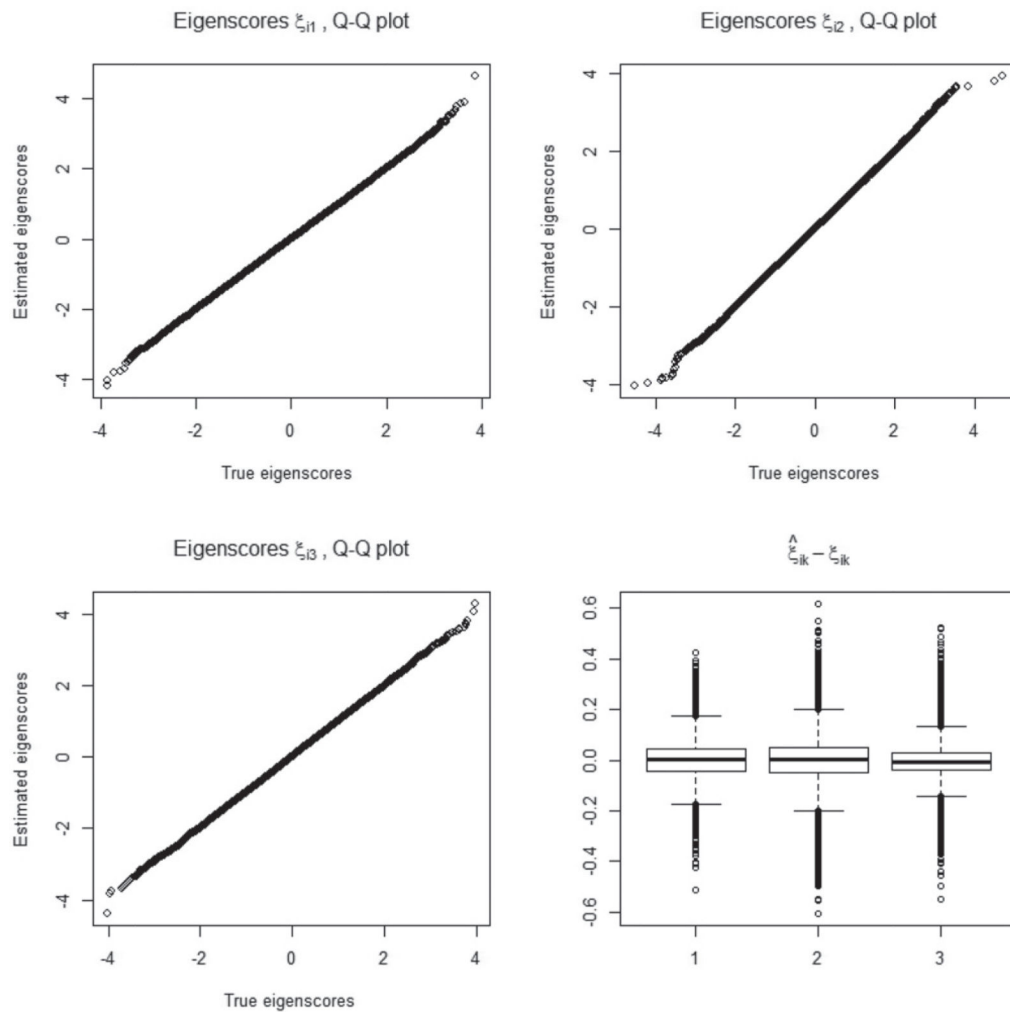 Eigenscores ξi1 , Q-Q plot
Estimated eigenscores
4
2
0
-2
-4
-4 -2 0 2 4
True eigenscores
Eigenscores ξi2 , Q-Q plot
Estimated eigenscores
4
2
0
-2
-4
-4 -2 0 2 4
True eigenscores
Eigenscores ξi3 , Q-Q plot
Estimated eigenscores
4
2
0
-2
-4
-4 -2 0 2 4
True eigenscores
ξ̂ik − ξik
0.6
0.4
0.2
0.0
-0.2
-0.4
-0.6
1 2 3